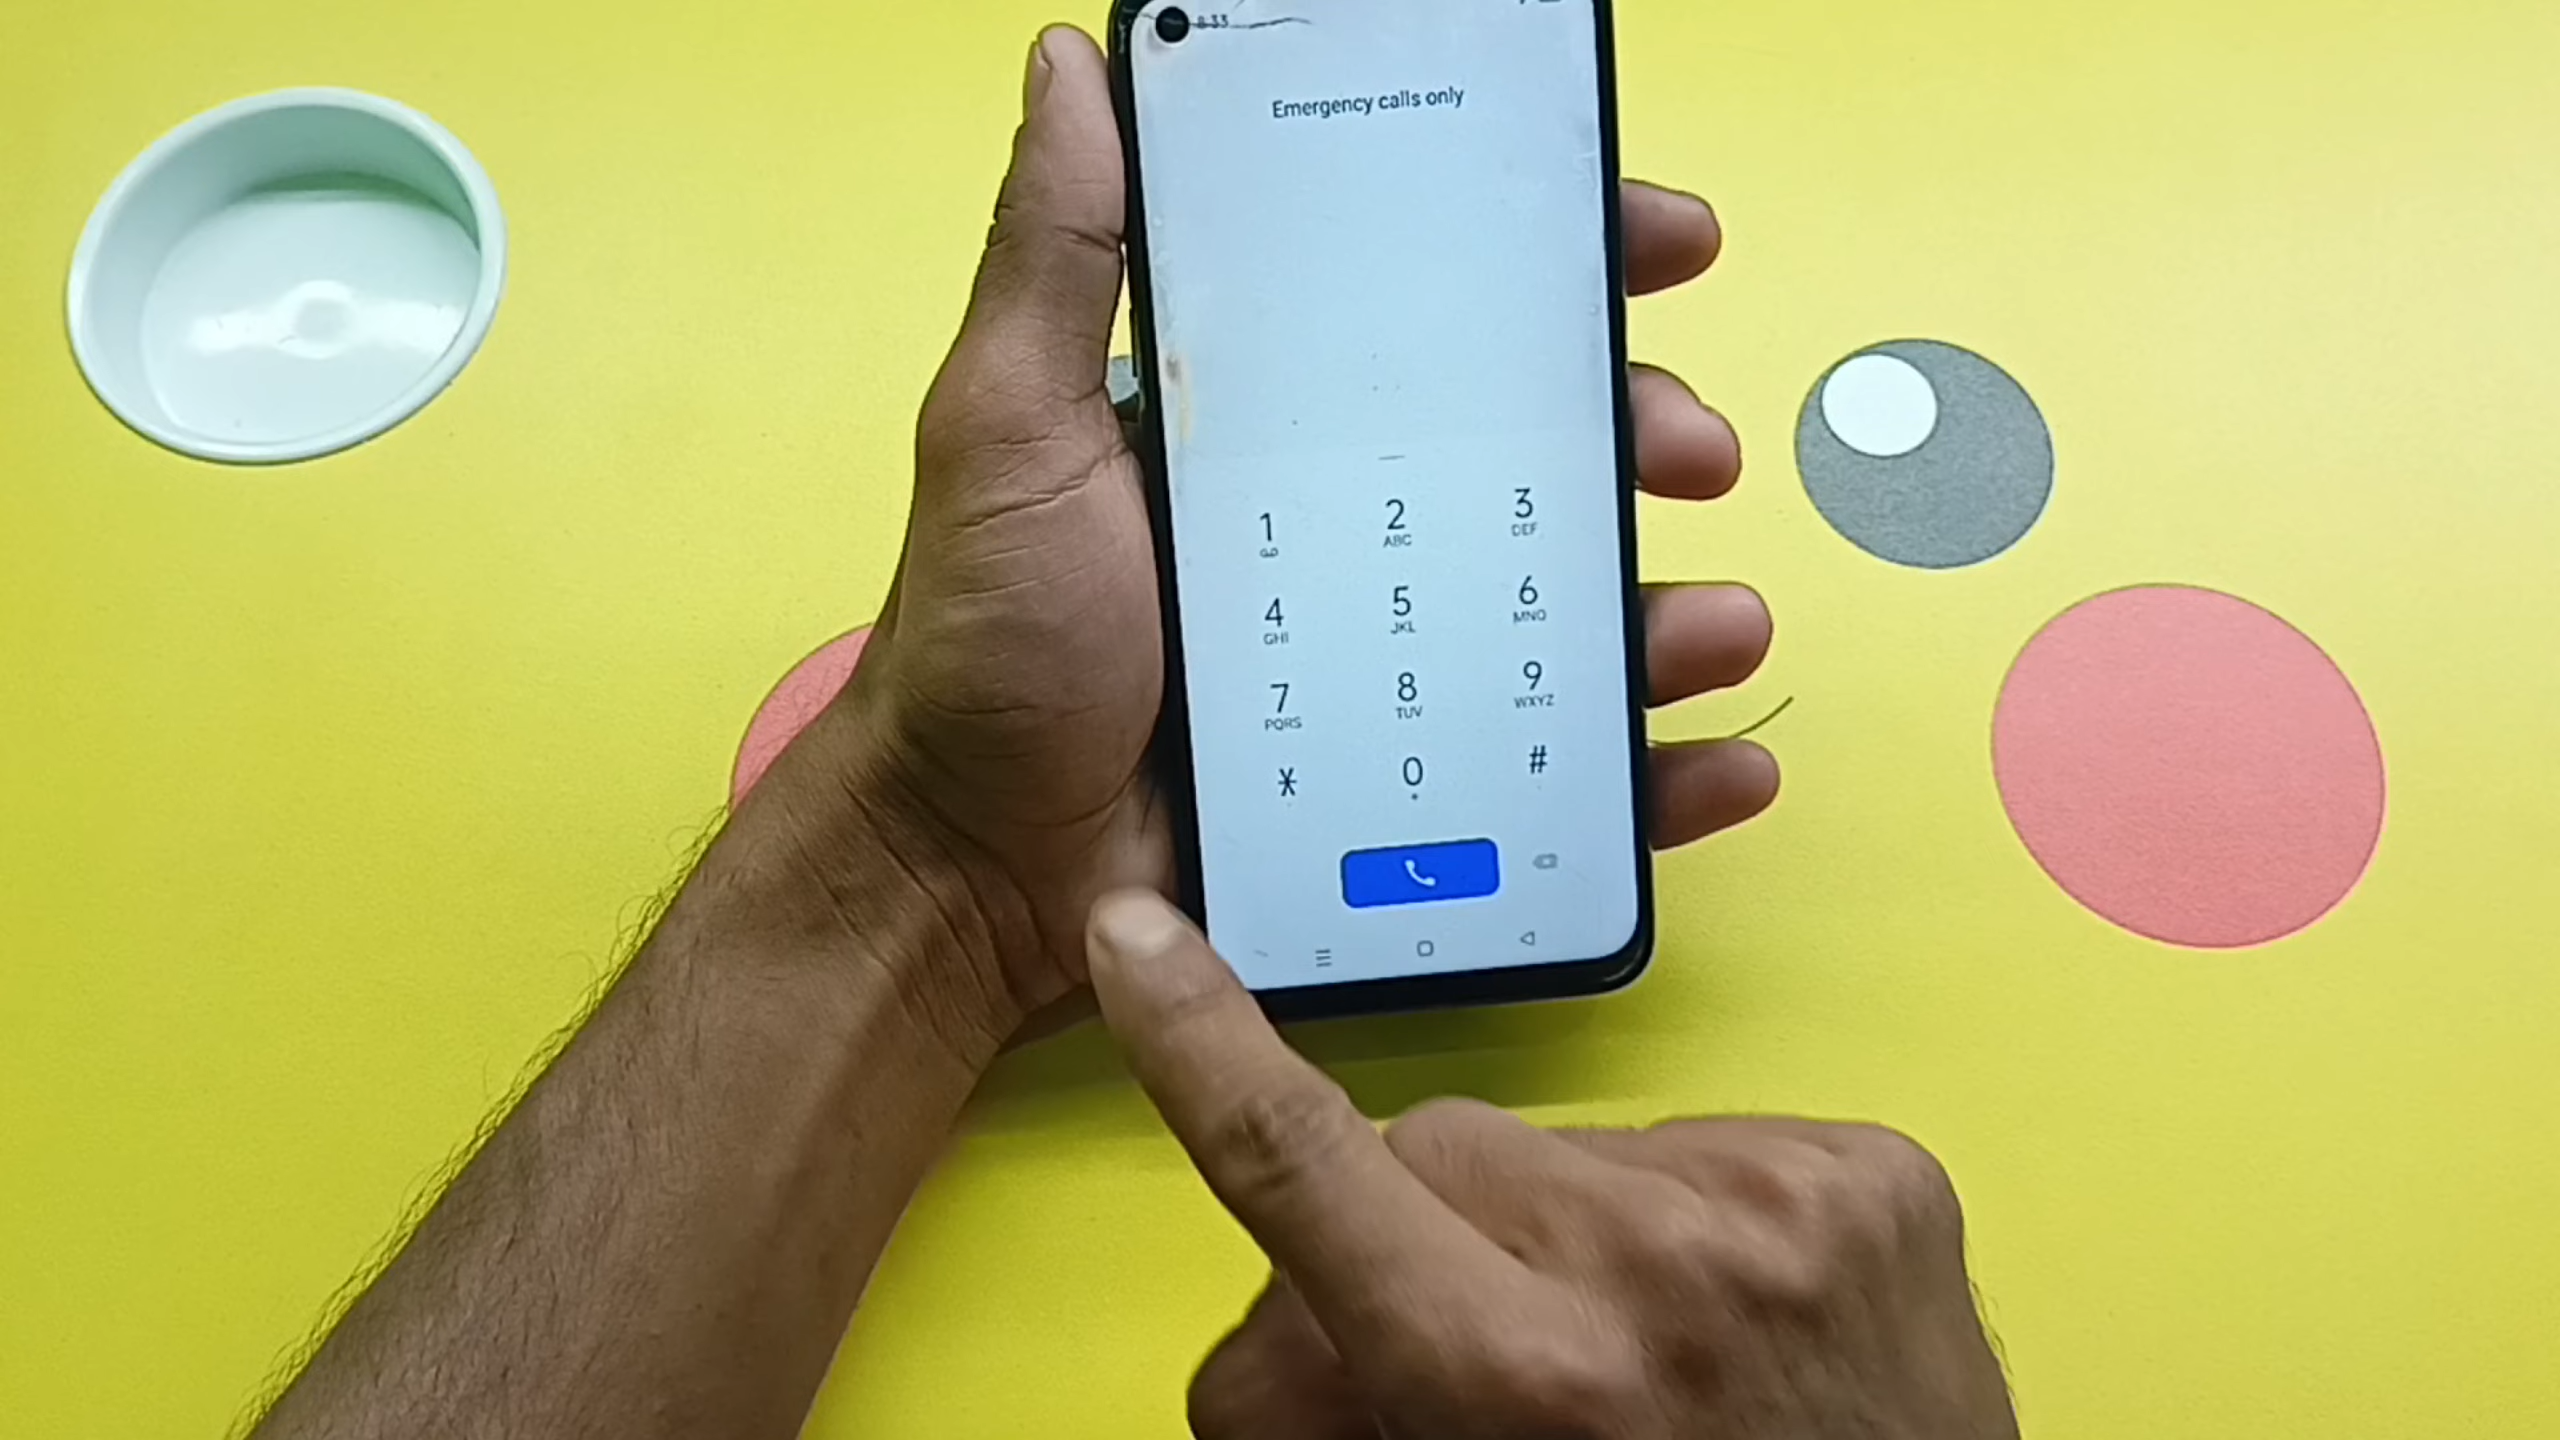 8:33
Emergency calls only
1 2 3
ABC DEF
4 5 6
GHI JKL MNO
7 8 9
PQRS TUV WXYZ
* 0 #
+